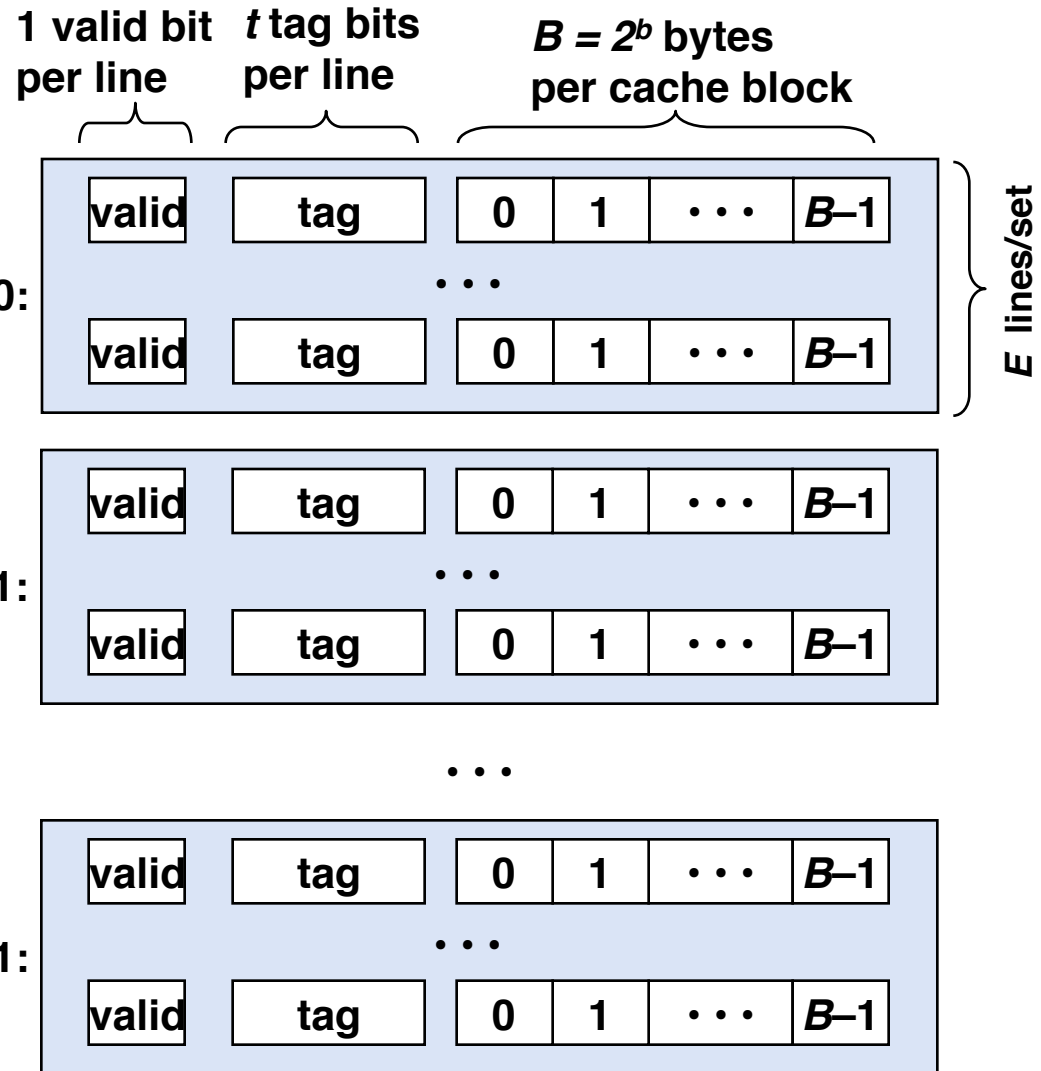 1 valid bit per line
t tag bits per line
B = 2^b bytes per cache block
valid tag 0 1 • • • B–1
0: • • •
valid tag 0 1 • • • B–1
E lines/set
valid tag 0 1 • • • B–1
1: • • •
valid tag 0 1 • • • B–1
• • •
valid tag 0 1 • • • B–1
1: • • •
valid tag 0 1 • • • B–1